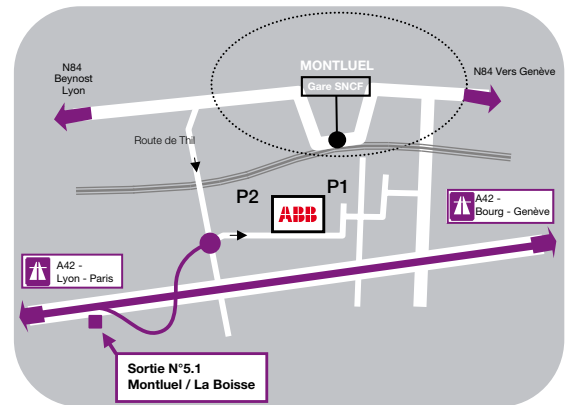 MONTLUEL
Gare SNCF
N84
Beynost
Lyon
N84 Vers Genève
Route de Thil
P2
P1
ABB
A42 -
Bourg - Genève
A42 -
Lyon - Paris
Sortie N°5.1
Montluel / La Boisse